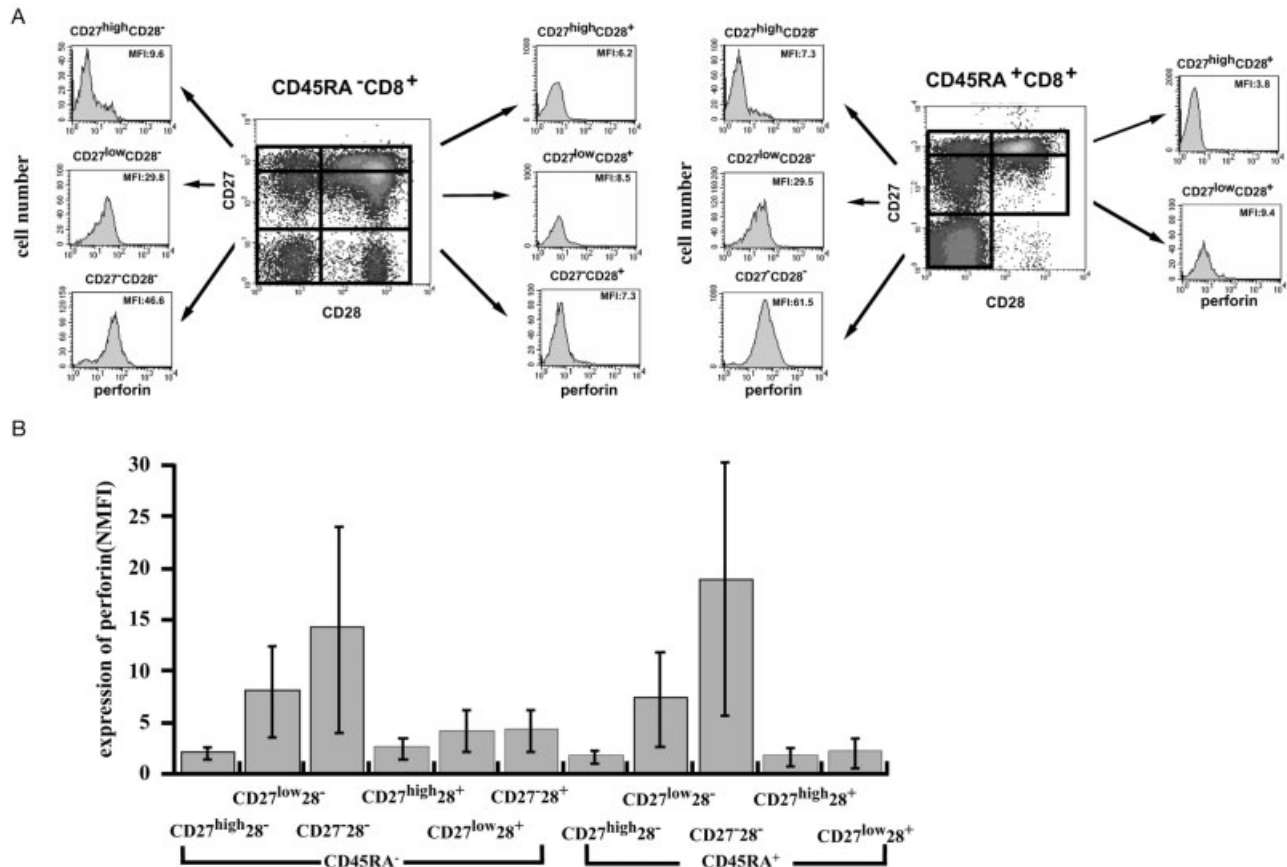 A
CD27highCD28-
MFI:9.6
CD27lowCD28-
MFI:29.8
CD27-CD28-
MFI:46.6
perforin
cell number
CD45RA-CD8+
CD27
CD28
CD27highCD28+
MFI:6.2
CD27lowCD28+
MFI:8.5
CD27-CD28+
MFI:7.3
perforin
CD27highCD28-
MFI:7.3
CD27lowCD28-
MFI:29.5
CD27-CD28-
MFI:61.5
perforin
cell number
CD45RA+CD8+
CD27
CD28
CD27highCD28+
MFI:3.8
CD27lowCD28+
MFI:9.4
perforin
B
expression of perforin(NMFI)
30
25
20
15
10
5
0
CD27low28- CD27high28+ CD27-28+ CD27low28- CD27high28+
CD27high28- CD27-28- CD27low28+ CD27high28- CD27-28- CD27low28+
CD45RA- CD45RA+